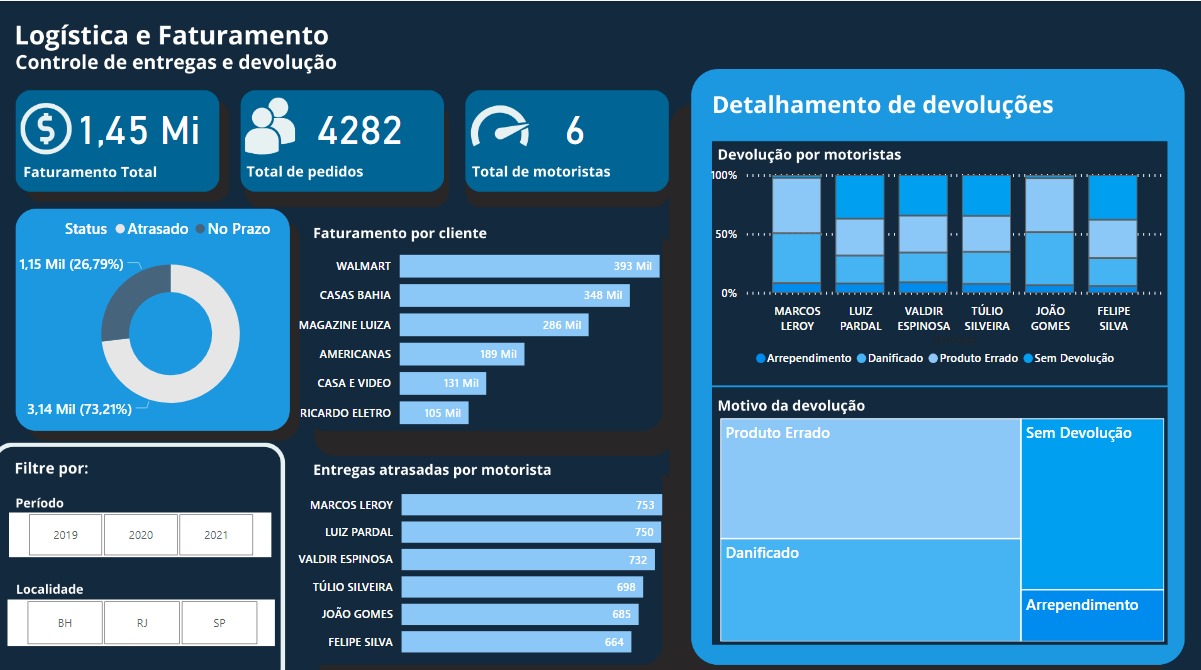 Logística e Faturamento
Controle de entregas e devolução
1,45 Mi
Faturamento Total
4282
Total de pedidos
6
Total de motoristas
Status Atrasado No Prazo
1,15 Mil (26,79%)
3,14 Mil (73,21%)
Faturamento por cliente
WALMART 393 Mil
CASAS BAHIA 348 Mil
MAGAZINE LUIZA 286 Mil
AMERICANAS 189 Mil
CASA E VIDEO 131 Mil
RICARDO ELETRO 105 Mil
Filtre por:
Período
2019 2020 2021
Localidade
BH RJ SP
Entregas atrasadas por motorista
MARCOS LEROY 753
LUIZ PARDAL 750
VALDIR ESPINOSA 732
TÚLIO SILVEIRA 698
JOÃO GOMES 685
FELIPE SILVA 664
Detalhamento de devoluções
Devolução por motoristas
100%
50%
0%
MARCOS LUIZ VALDIR TÚLIO JOÃO FELIPE
LEROY PARDAL ESPINOSA SILVEIRA GOMES SILVA
Arrependimento Danificado Produto Errado Sem Devolução
Motivo da devolução
Produto Errado
Sem Devolução
Danificado
Arrependimento